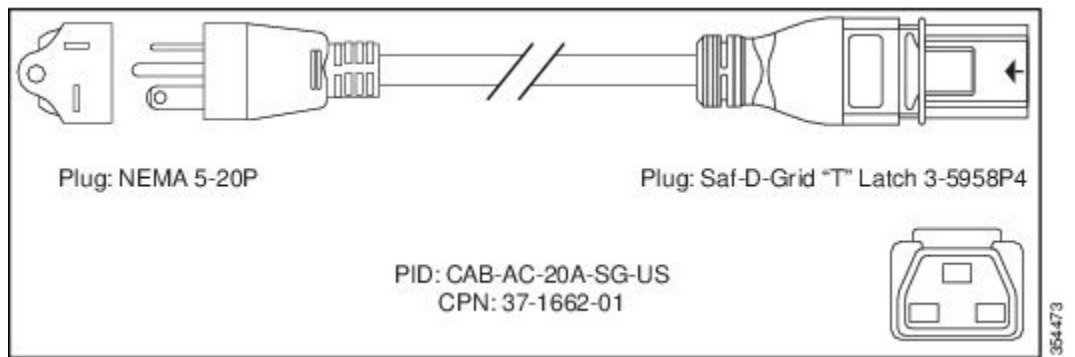 Plug: NEMA 5-20P
Plug: Saf-D-Grid “T” Latch 3-5958P4
PID: CAB-AC-20A-SG-US
CPN: 37-1662-01
354473